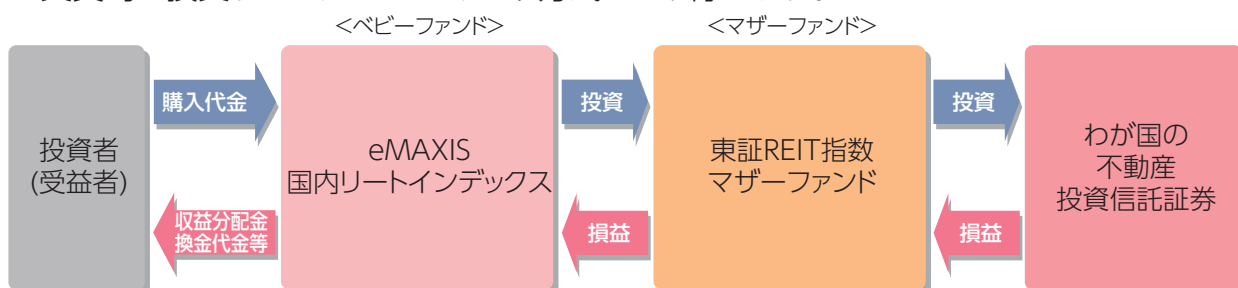 <ベビーファンド>
<マザーファンド>
投資者
(受益者)
購入代金
収益分配金
換金代金等
eMAXIS
国内リートインデックス
投資
損益
東証REIT指数
マザーファンド
投資
損益
わが国の
不動産
投資信託証券